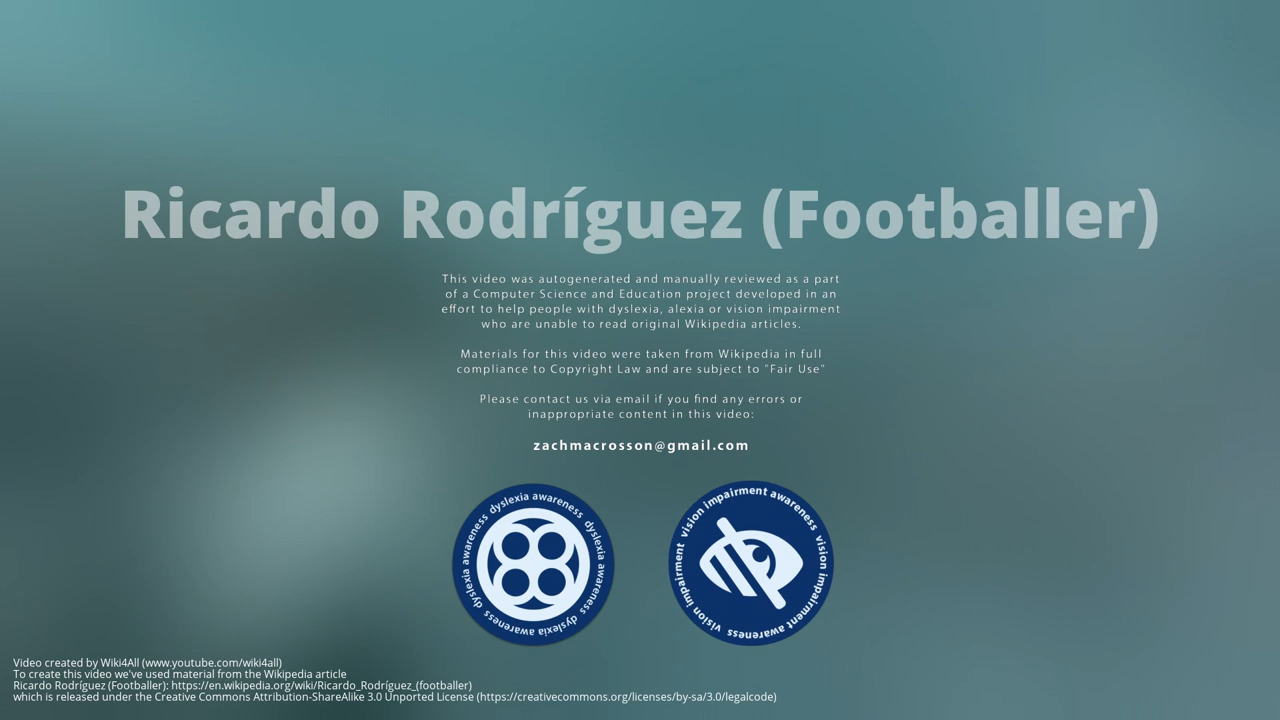 Ricardo Rodríguez (Footballer)
This video was autogenerated and manually reviewed as a part
of a Computer Science and Education project developed in an
effort to help people with dyslexia, alexia or vision impairment
who are unable to read original Wikipedia articles.
Materials for this video were taken from Wikipedia in full
compliance to Copyright Law and are subject to "Fair Use"
Please contact us via email if you find any errors or
inappropriate content in this video:
zachmacrosson@gmail.com
dyslexia awareness dyslexia awareness dyslexia awareness dyslexia awareness
vision impairment awareness vision impairment awareness vision impairment
Video created by Wiki4All (www.youtube.com/wiki4all)
To create this video we've used material from the Wikipedia article
Ricardo Rodríguez (Footballer): https://en.wikipedia.org/wiki/Ricardo_Rodríguez_(footballer)
which is released under the Creative Commons Attribution-ShareAlike 3.0 Unported License (https://creativecommons.org/licenses/by-sa/3.0/legalcode)